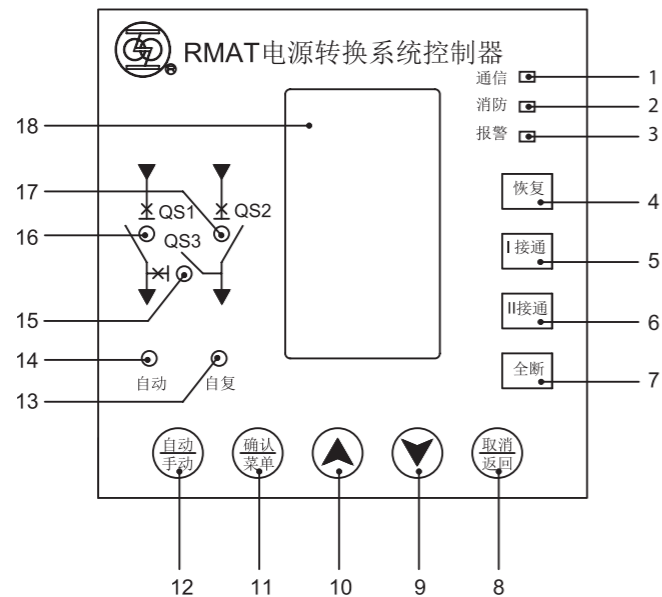 RMAT电源转换系统控制器
®
通信 1
消防 2
报警 3
18
17
QS1 QS2
恢复 4
16
QS3
I接通 5
15
II接通 6
14
全断 7
13
自动 自复
自动
手动
确认
菜单
取消
返回
12 11 10 9 8